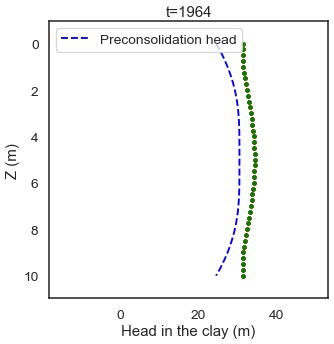 t=1964
Preconsolidation head
0
2
4
6
8
10
Z (m)
0
20
40
Head in the clay (m)